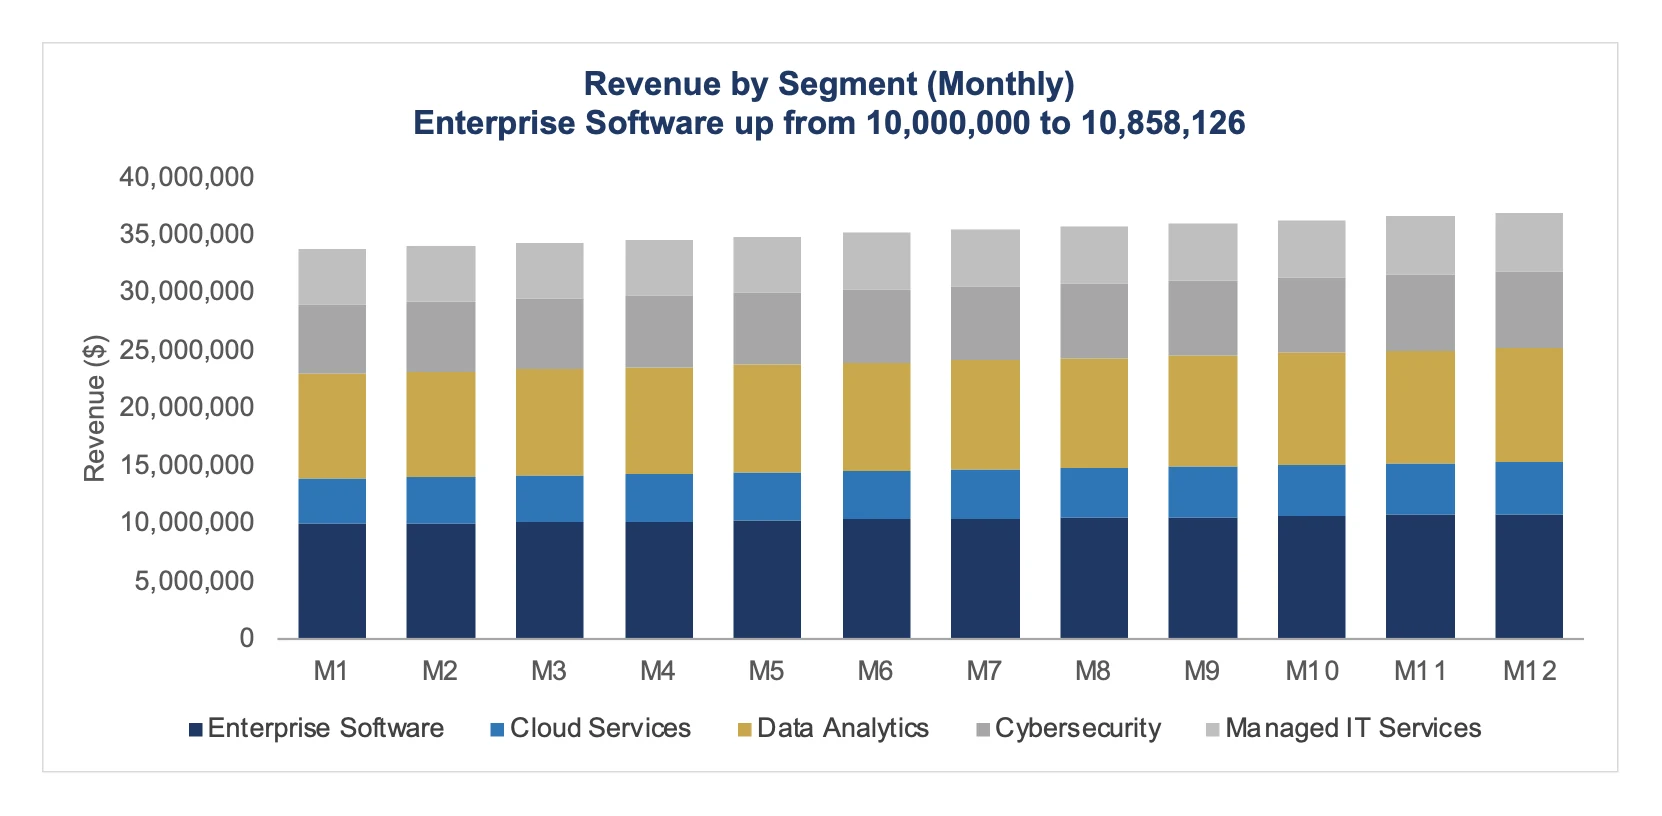 Revenue by Segment (Monthly)
Enterprise Software up from 10,000,000 to 10,858,126
40,000,000
35,000,000
30,000,000
25,000,000
20,000,000
15,000,000
10,000,000
5,000,000
0
Revenue ($)
M1 M2 M3 M4 M5 M6 M7 M8 M9 M10 M11 M12
Enterprise Software Cloud Services Data Analytics Cybersecurity Managed IT Services